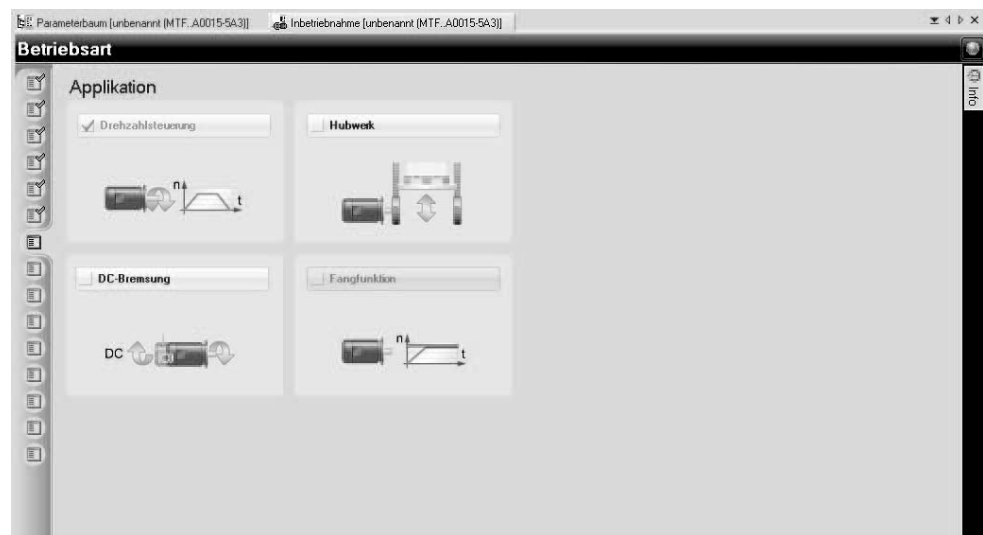 Parameterbaum [unbenannt (MTF..A0015-5A3)]
Inbetriebnahme [unbenannt (MTF..A0015-5A3)]
Betriebsart
Info
Applikation
Drehzahlsteuerung
Hubwerk
n
t
DC-Bremsung
Fangfunktion
DC
n
t